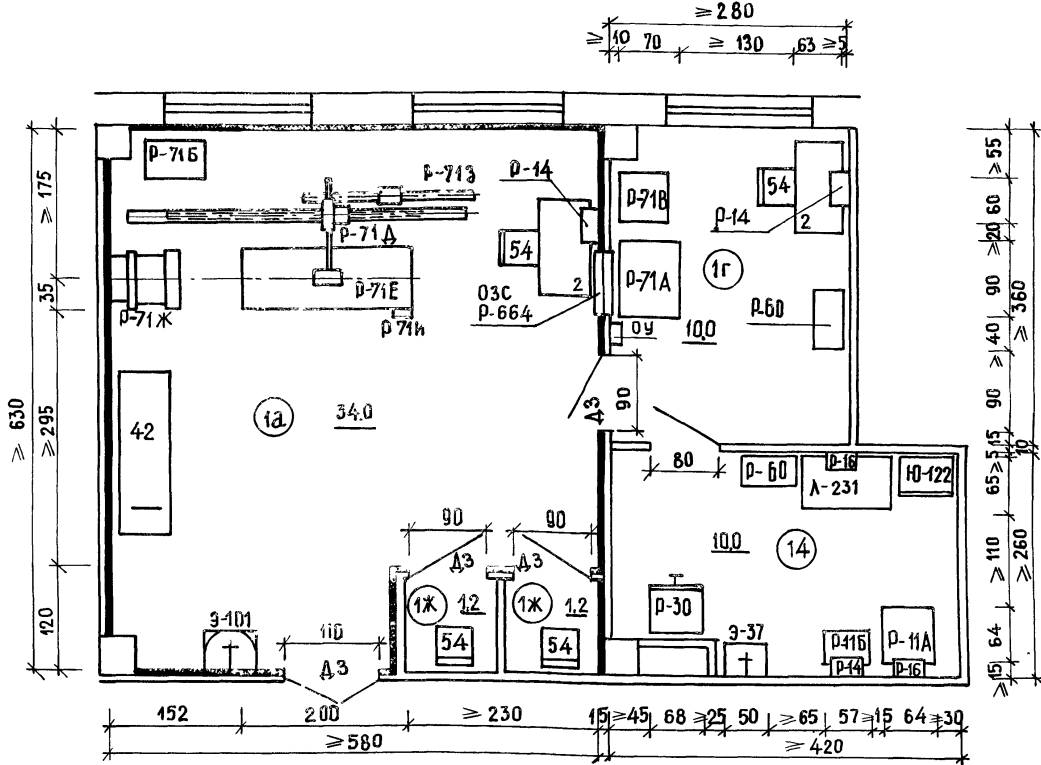 ≥280
≥ 10 70 ≥ 130 63 ≥5
Р-71Б
Р-71З
Р-14
Р-71В
54
Р-14
2
Р-71Д
54
2
1г
Р-71А
Р-71Е
Р-71Ж
Р 71И
ОЗС
Р-664
Р-60
ОУ
10,0
ДЗ
90
42
1а
34.0
80
Р-60
Р-16
Л-231
Ю-122
90
90
ДЗ
ДЗ
10,0
14
1Ж
1,2
1Ж
1,2
Р-30
Э-101
110
54
54
Э-37
Р-11Б
Р-11А
Р-14
Р-16
ДЗ
≥ 630
≥ 175
35
≥295
120
≥55
60
≥20
90
≥40
90
15
≥5
65
≥110
64
≥15
≥ 360
10
≥260
152 200 ≥ 230 15 ≥45 68 ≥25 50 ≥65 57 ≥15 64 ≥30
≥580
≥ 420